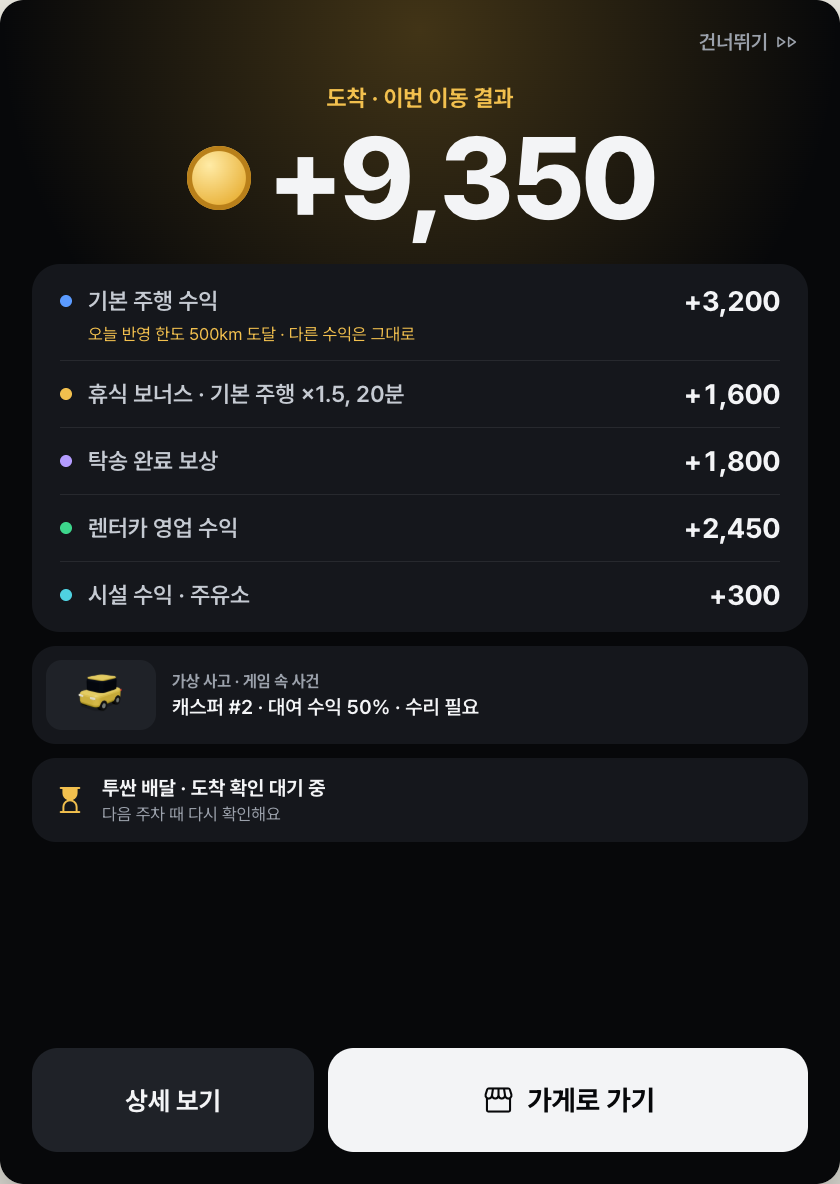 건너뛰기
도착 · 이번 이동 결과
+9,350
기본 주행 수익 +3,200
오늘 반영 한도 500km 도달 · 다른 수익은 그대로
휴식 보너스 · 기본 주행 ×1.5, 20분 +1,600
탁송 완료 보상 +1,800
렌터카 영업 수익 +2,450
시설 수익 · 주유소 +300
가상 사고 · 게임 속 사건
캐스퍼 #2 · 대여 수익 50% · 수리 필요
투싼 배달 · 도착 확인 대기 중
다음 주차 때 다시 확인해요
상세 보기
가게로 가기